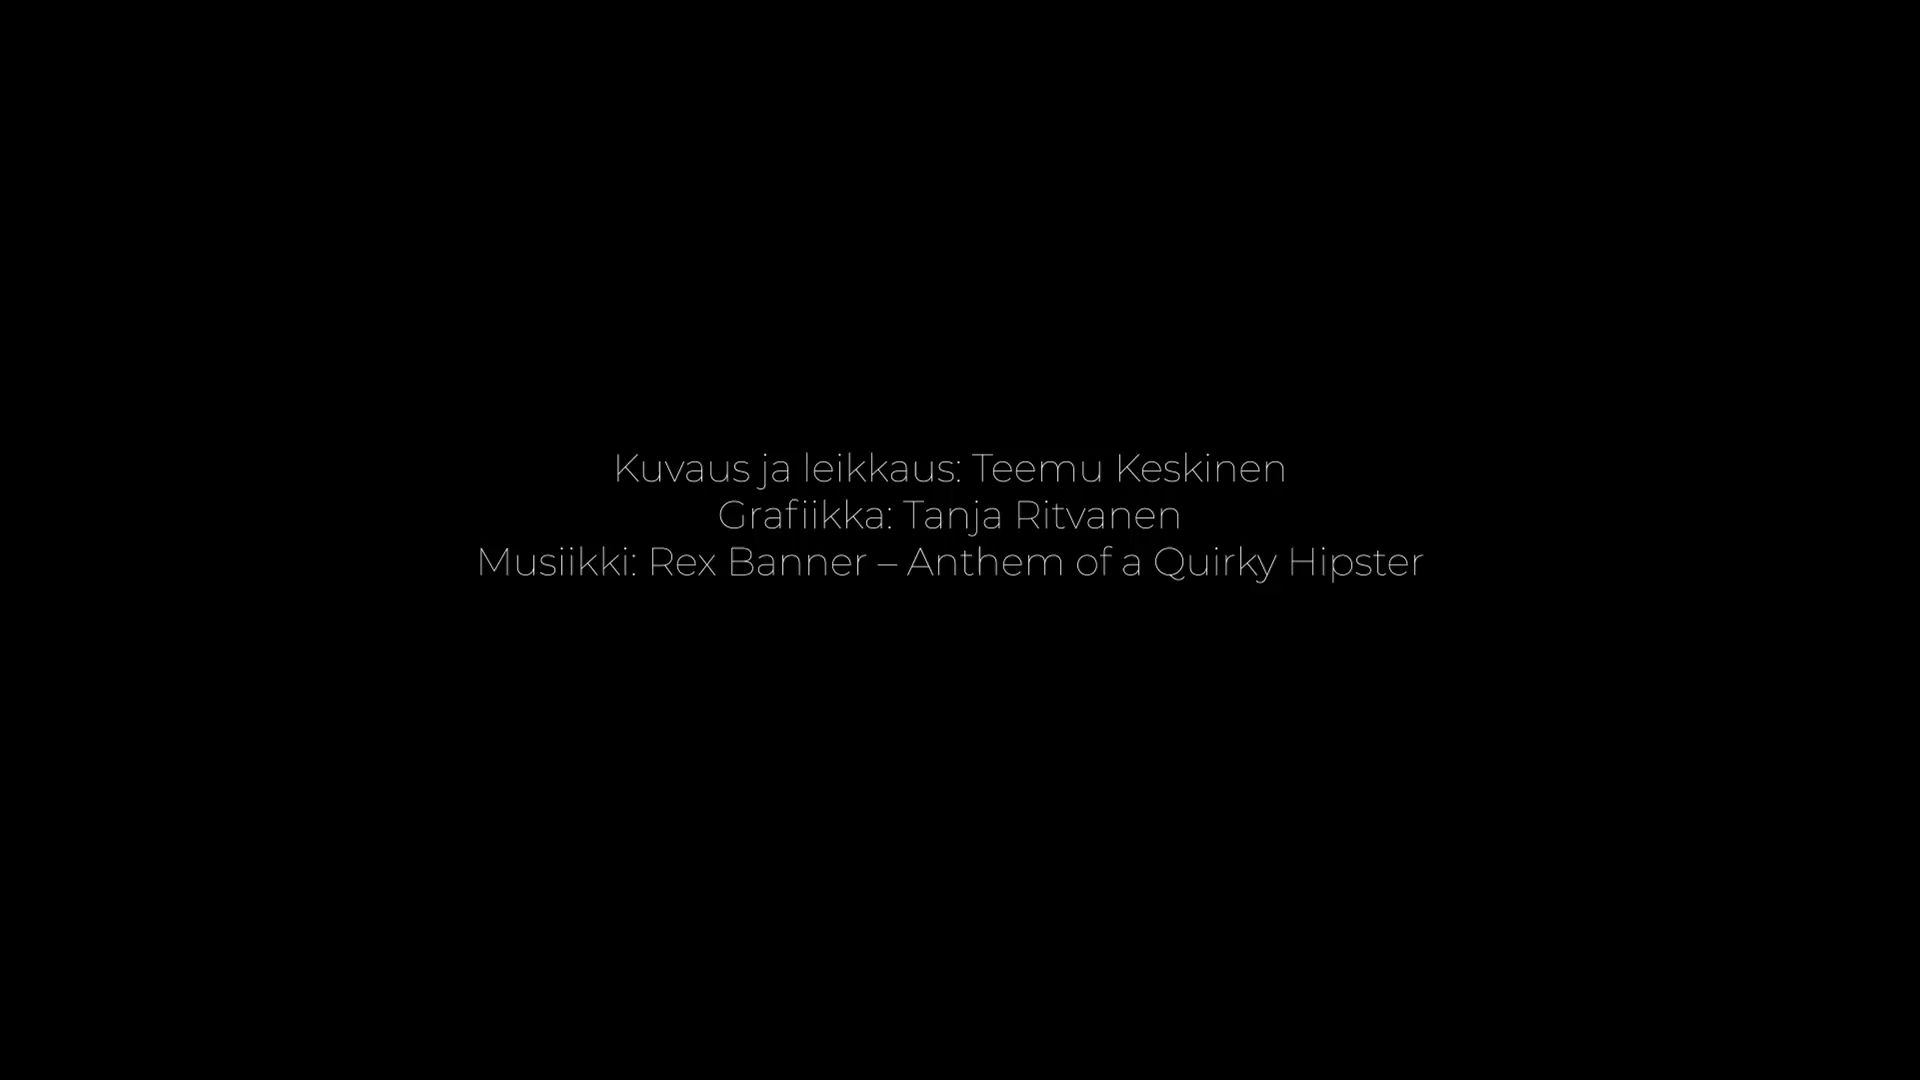 Kuvaus ja leikkaus: Teemu Keskinen
Grafiikka: Tanja Ritvanen
Musiikki: Rex Banner – Anthem of a Quirky Hipster